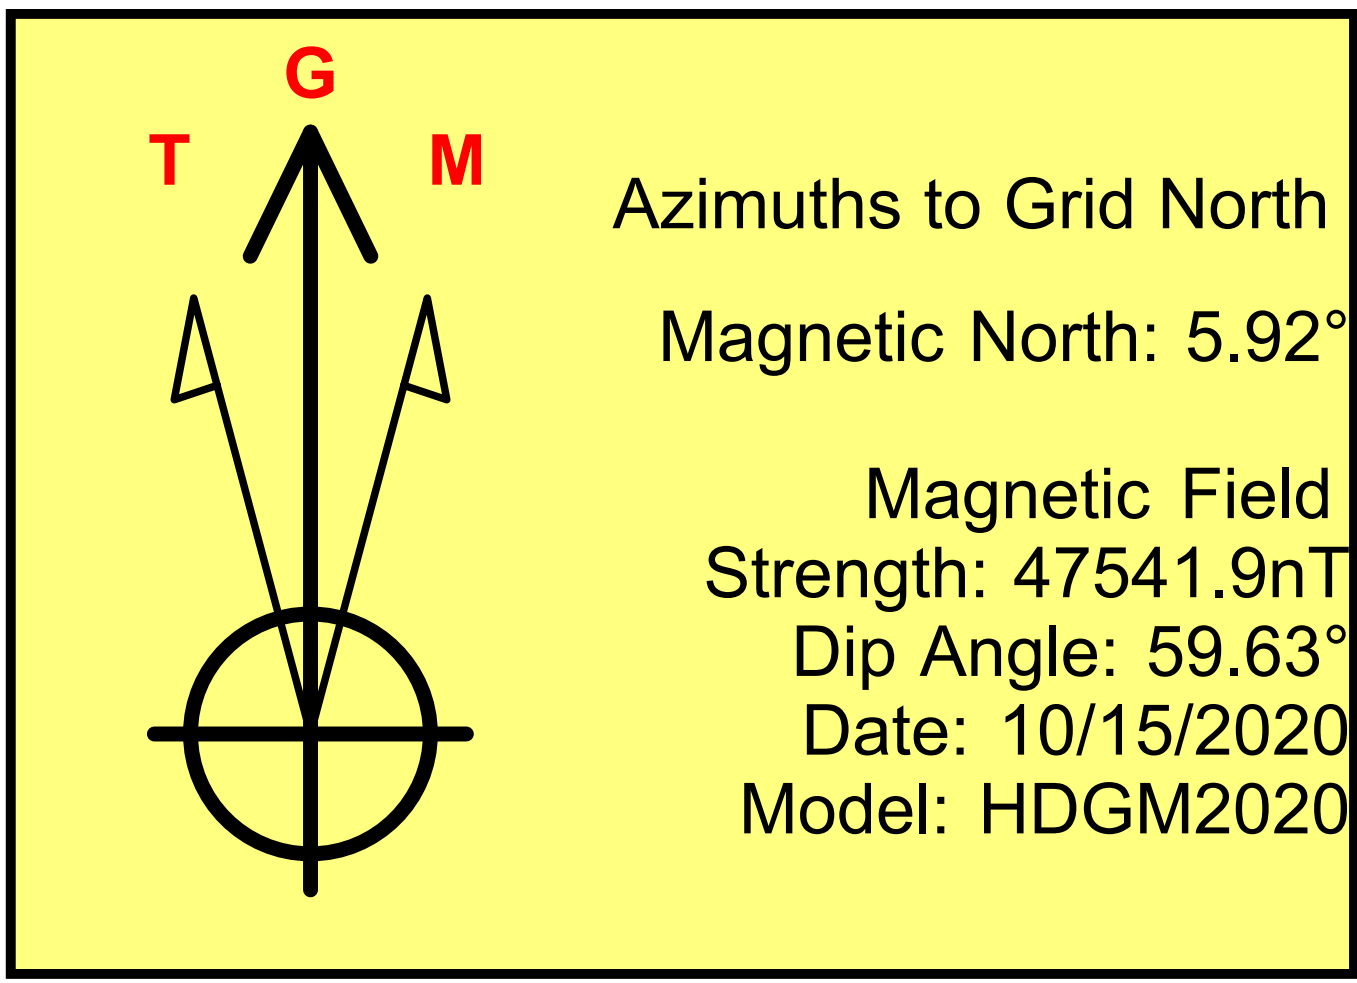 G
T M
Azimuths to Grid North
Magnetic North: 5.92°
Magnetic Field
Strength: 47541.9nT
Dip Angle: 59.63°
Date: 10/15/2020
Model: HDGM2020